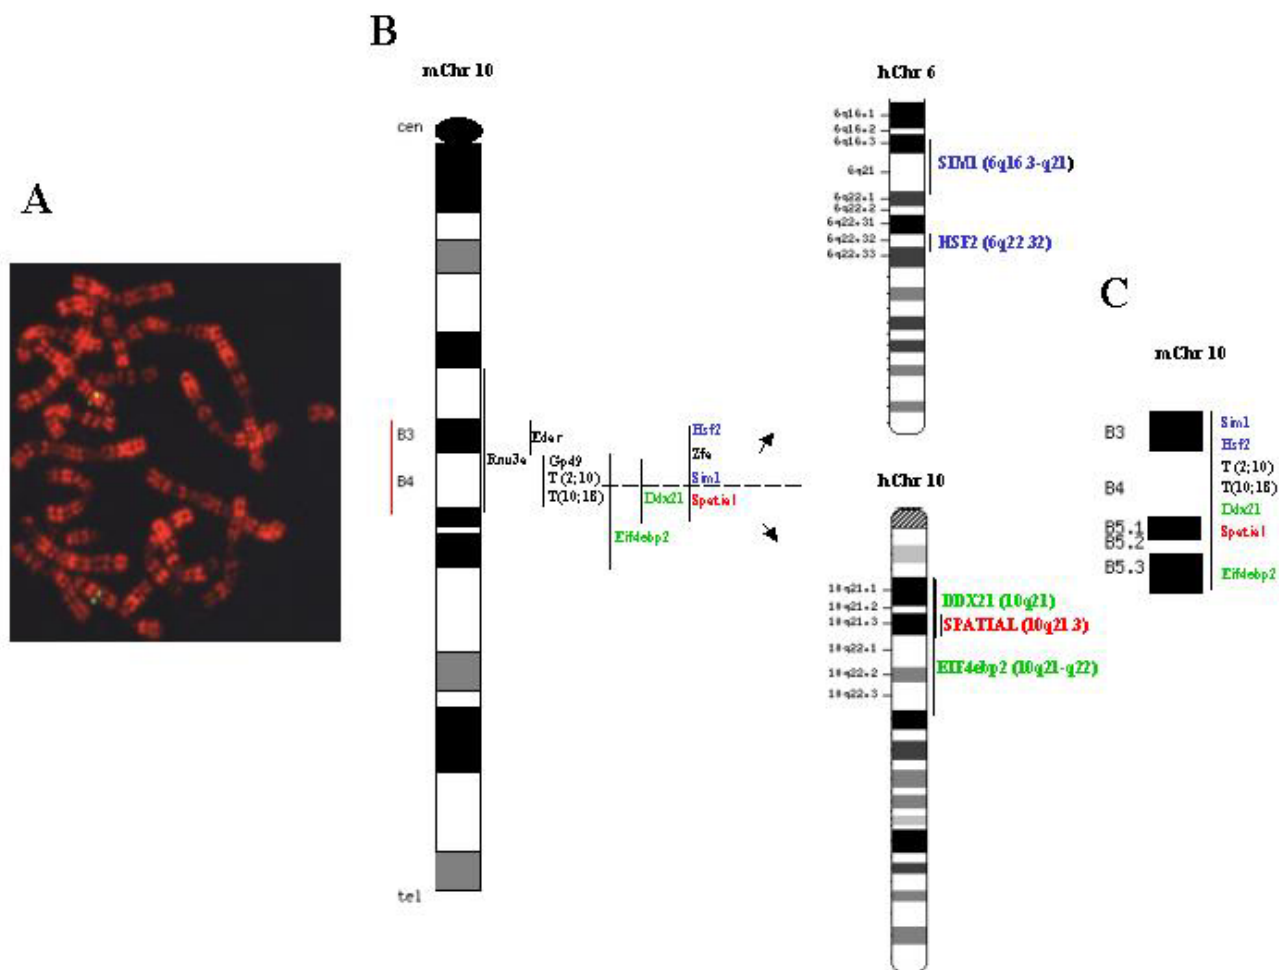 A
B
mChr 10
cen
B3
B4
tel
Rnu3a
Edar
Gp49
T (2;10)
T(10;18)
Eif4ebp2
Ddx21
Hsf2
Zfa
Sim1
Spatial
hChr 6
6q16.1
6q16.2
6q16.3
6q21
6q22.1
6q22.2
6q22.31
6q22.32
6q22.33
SIM1 (6q16.3-q21)
HSF2 (6q22.32)
hChr 10
10q21.1
10q21.2
10q21.3
10q22.1
10q22.2
10q22.3
DDX21 (10q21)
SPATIAL (10q21.3)
EIF4ebp2 (10q21-q22)
C
mChr 10
B3
B4
B5.1
B5.2
B5.3
Sim1
Hsf2
T (2;10)
T(10;18)
Ddx21
Spatial
Eif4ebp2